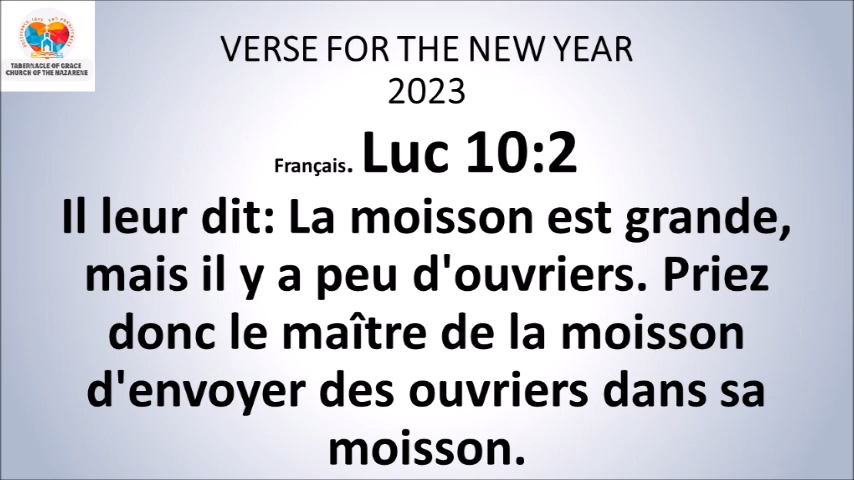 TABERNACLE OF GRACE
CHURCH OF THE NAZARENE
VERSE FOR THE NEW YEAR
2023
Français. Luc 10:2
Il leur dit: La moisson est grande,
mais il y a peu d'ouvriers. Priez
donc le maître de la moisson
d'envoyer des ouvriers dans sa
moisson.